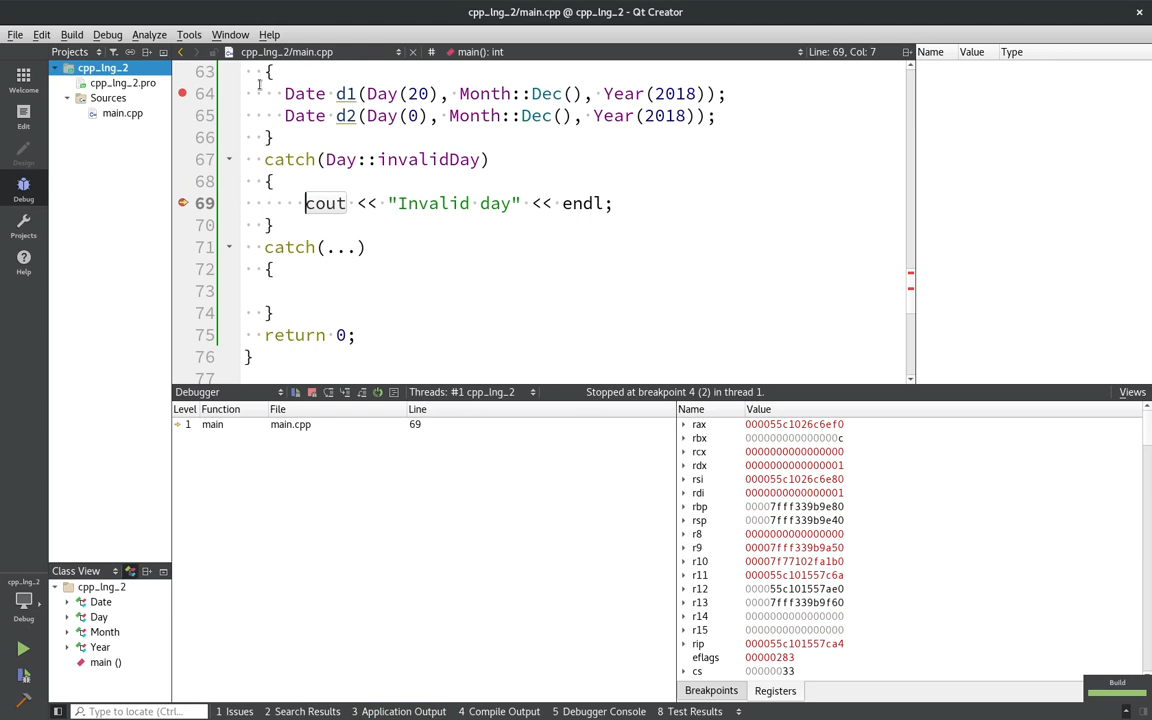 cpp_lng_2/main.cpp @ cpp_lng_2 - Qt Creator
File Edit Build Debug Analyze Tools Window Help
Projects cpp_lng_2/main.cpp # main(): int Line: 69, Col: 7 Name Value Type
Welcome
Edit
Design
Debug
Projects
Help
cpp_lng_2
cpp_lng_2.pro
Sources
main.cpp
63 {
64 Date d1(Day(20), Month::Dec(), Year(2018));
65 Date d2(Day(0), Month::Dec(), Year(2018));
66 }
67 catch(Day::invalidDay)
68 {
69 cout << "Invalid day" << endl;
70 }
71 catch(...)
72 {
73
74 }
75 return 0;
76 }
77
Debugger Threads: #1 cpp_lng_2 Stopped at breakpoint 4 (2) in thread 1. Views
Level Function File Line
1 main main.cpp 69
Name Value
rax 000055c1026c6ef0
rbx 000000000000000c
rcx 0000000000000000
rdx 0000000000000001
rsi 000055c1026c6e80
rdi 0000000000000001
rbp 00007fff339b9e80
rsp 00007fff339b9e40
r8 0000000000000000
r9 00007fff339b9a50
r10 00007f77102fa1b0
r11 000055c101557c6a
r12 000055c101557ae0
r13 00007fff339b9f60
r14 0000000000000000
r15 0000000000000000
rip 000055c101557ca4
eflags 00000283
cs 00000033
Breakpoints Registers
Class View
cpp_lng_2
Date
Day
Month
Year
main ()
cpp_lng_2
Debug
Build
Type to locate (Ctrl... 1 Issues 2 Search Results 3 Application Output 4 Compile Output 5 Debugger Console 8 Test Results